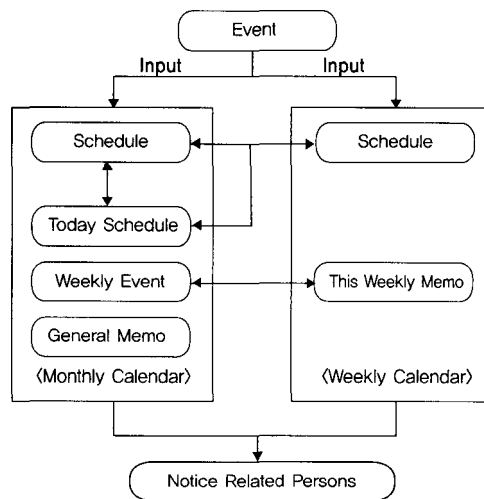 Event
Input Input
Schedule Schedule
Today Schedule
Weekly Event This Weekly Memo
General Memo
〈Monthly Calendar〉 〈Weekly Calendar〉
Notice Related Persons